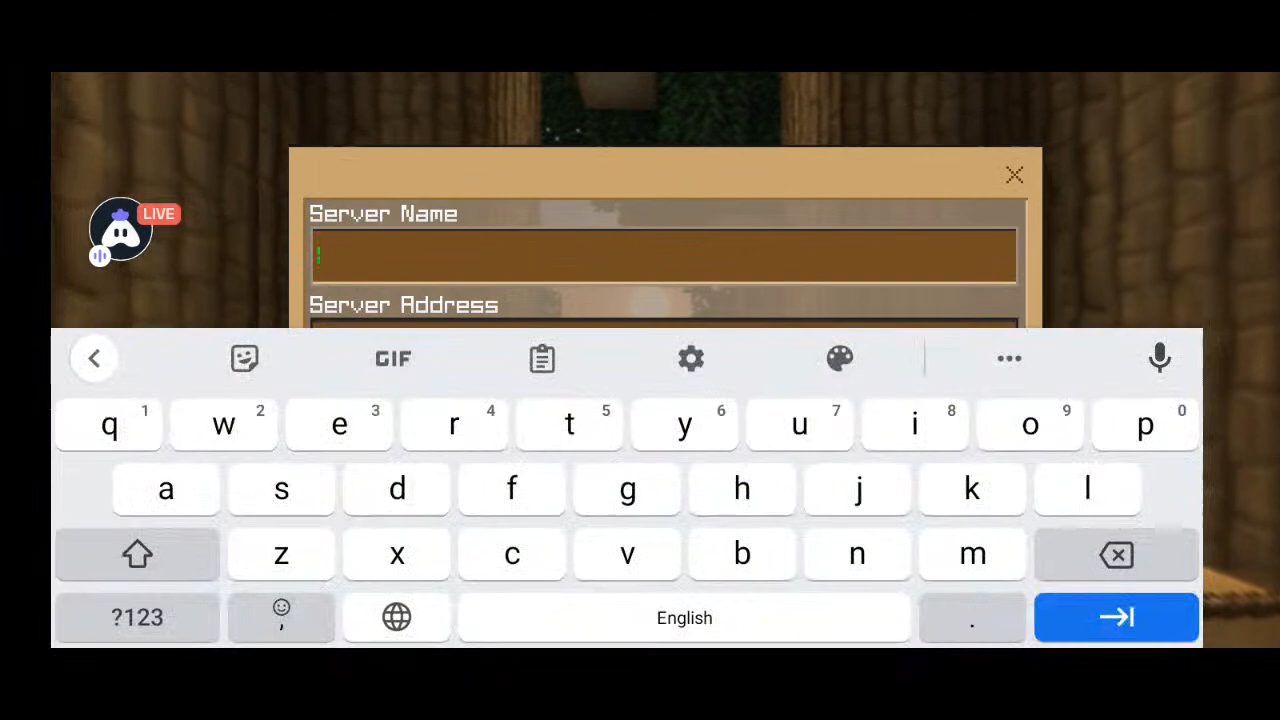 LIVE
Server Name
Server Address
GIF
q 1 w 2 e 3 r 4 t 5 y 6 u 7 i 8 o 9 p 0
a s d f g h j k l
z x c v b n m
?123 , English .